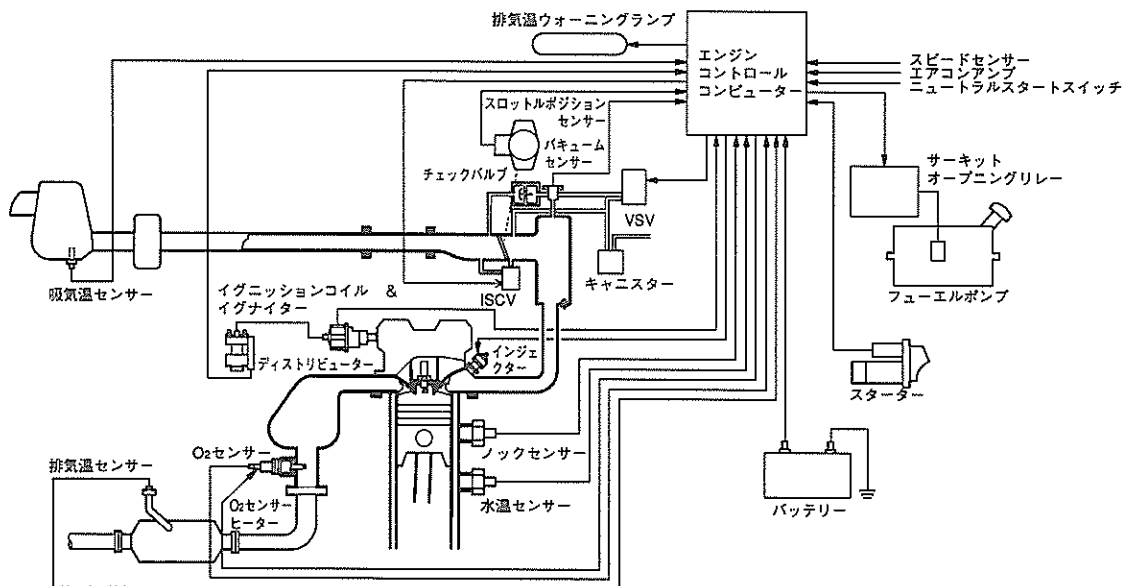 排気温ウォーニングランプ
エンジン
コントロール
コンピューター
スピードセンサー
エアコンアンプ
ニュートラルスタートスイッチ
スロットルポジション
センサー
バキューム
センサー
チェックバルブ
サーキット
オープニングリレー
VSV
吸気温センサー
ISCV
キャニスター
フューエルポンプ
イグニッションコイル &
イグナイター
ディストリビューター
インジェ
クター
スターター
O₂センサー
ノックセンサー
排気温センサー
O₂センサー
ヒーター
水温センサー
バッテリー